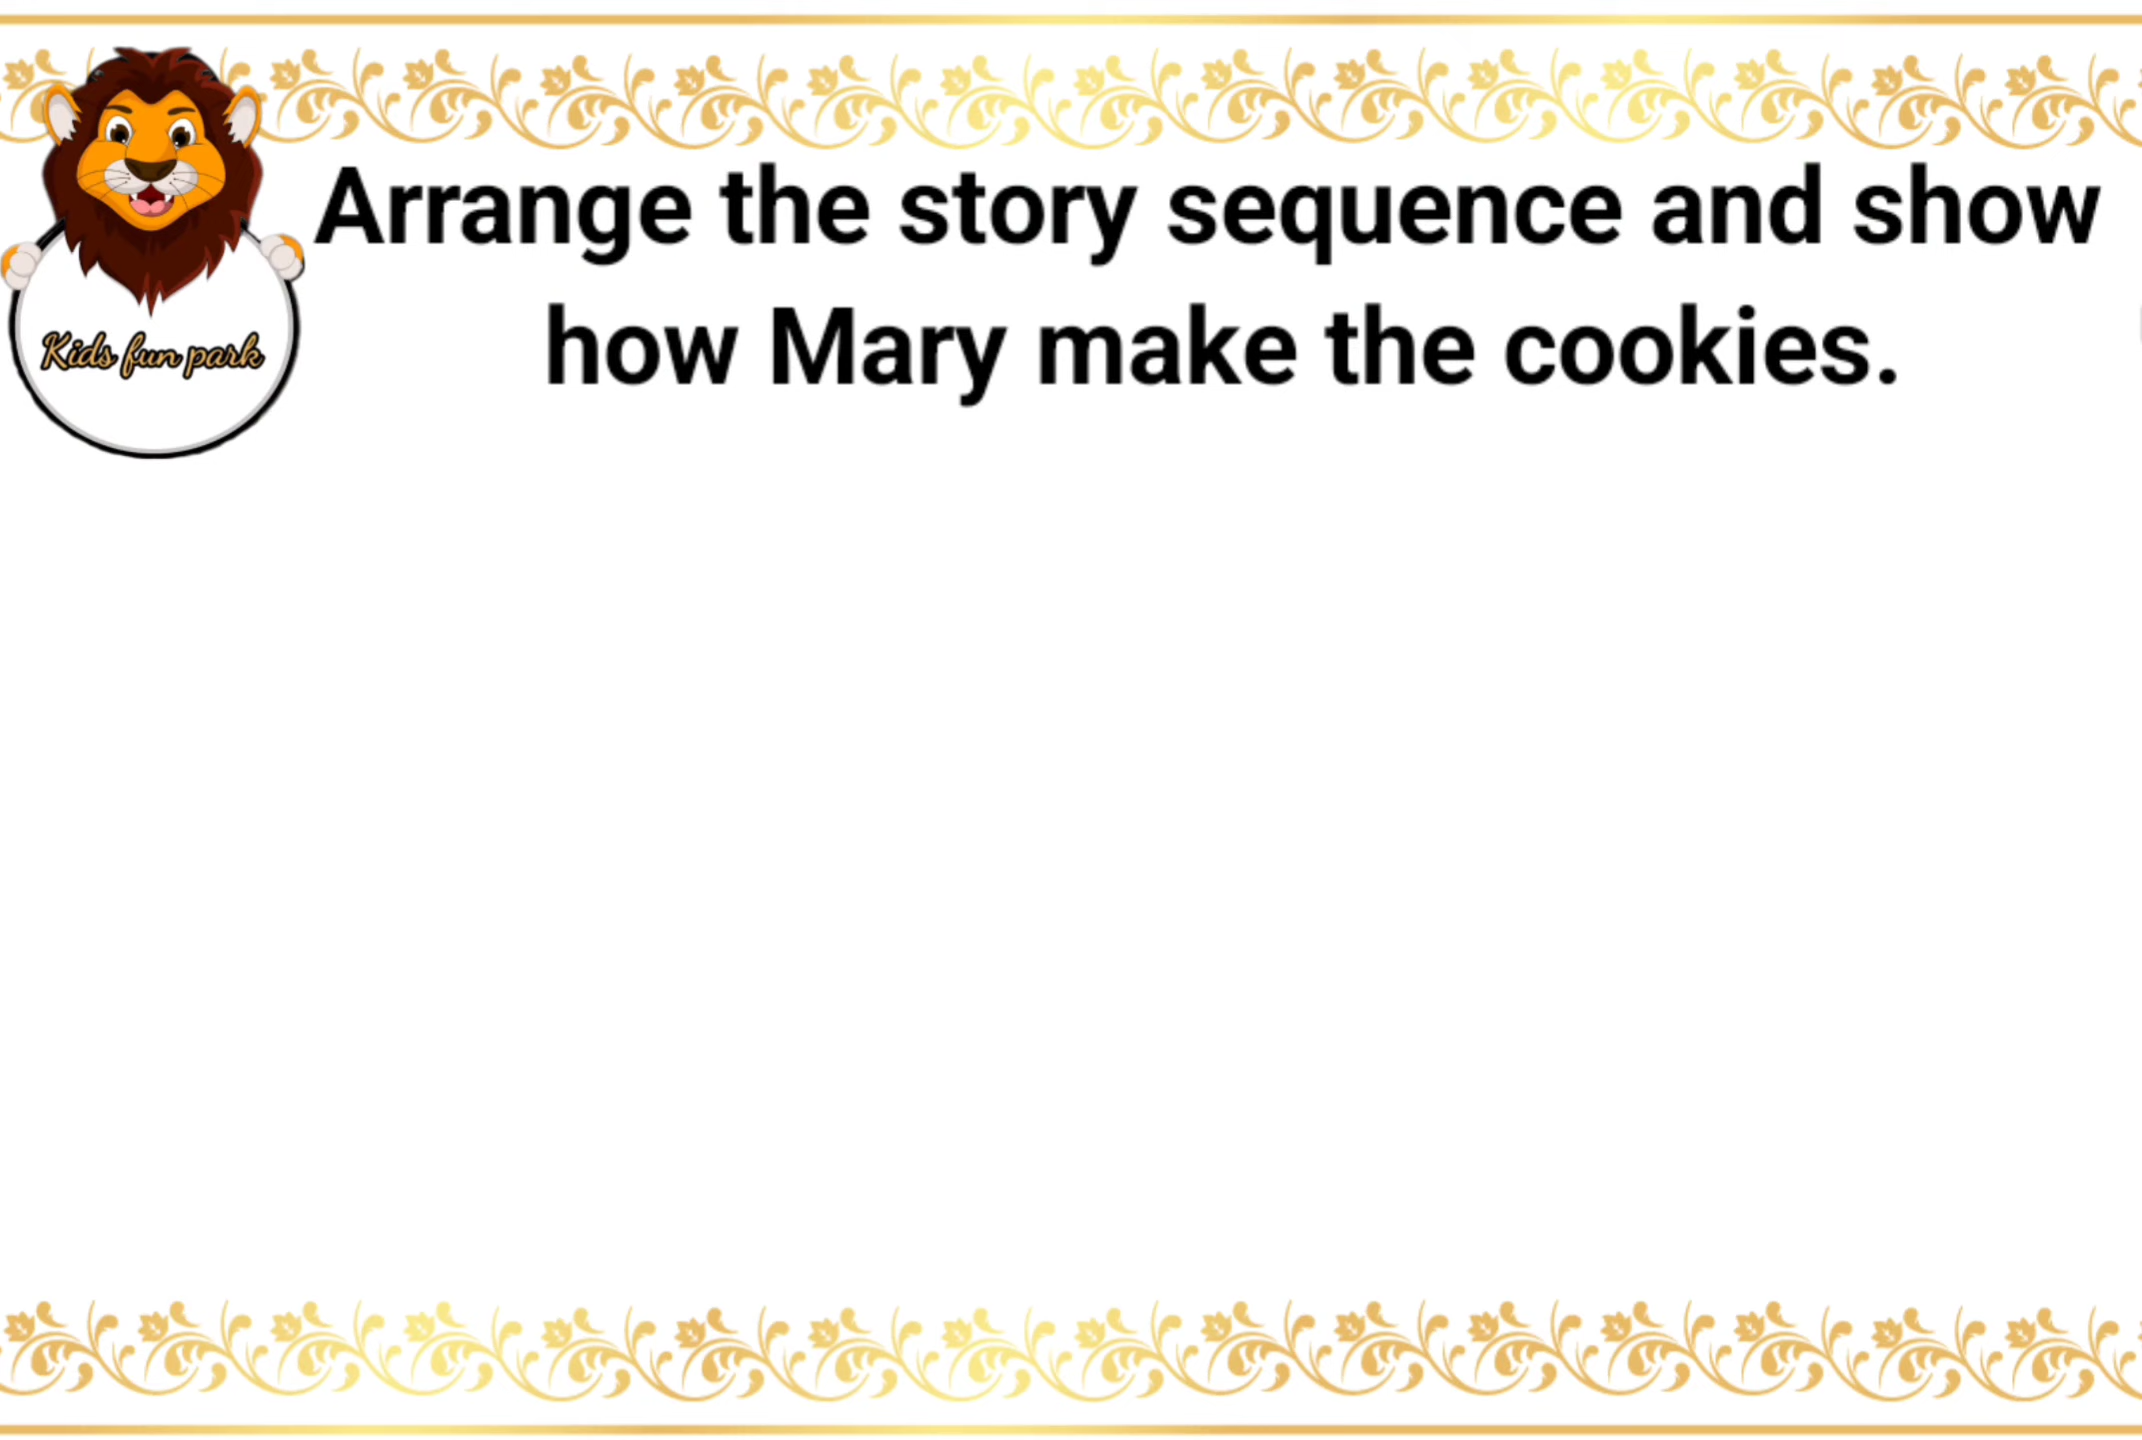 Arrange the story sequence and show
how Mary make the cookies.
Kids fun park